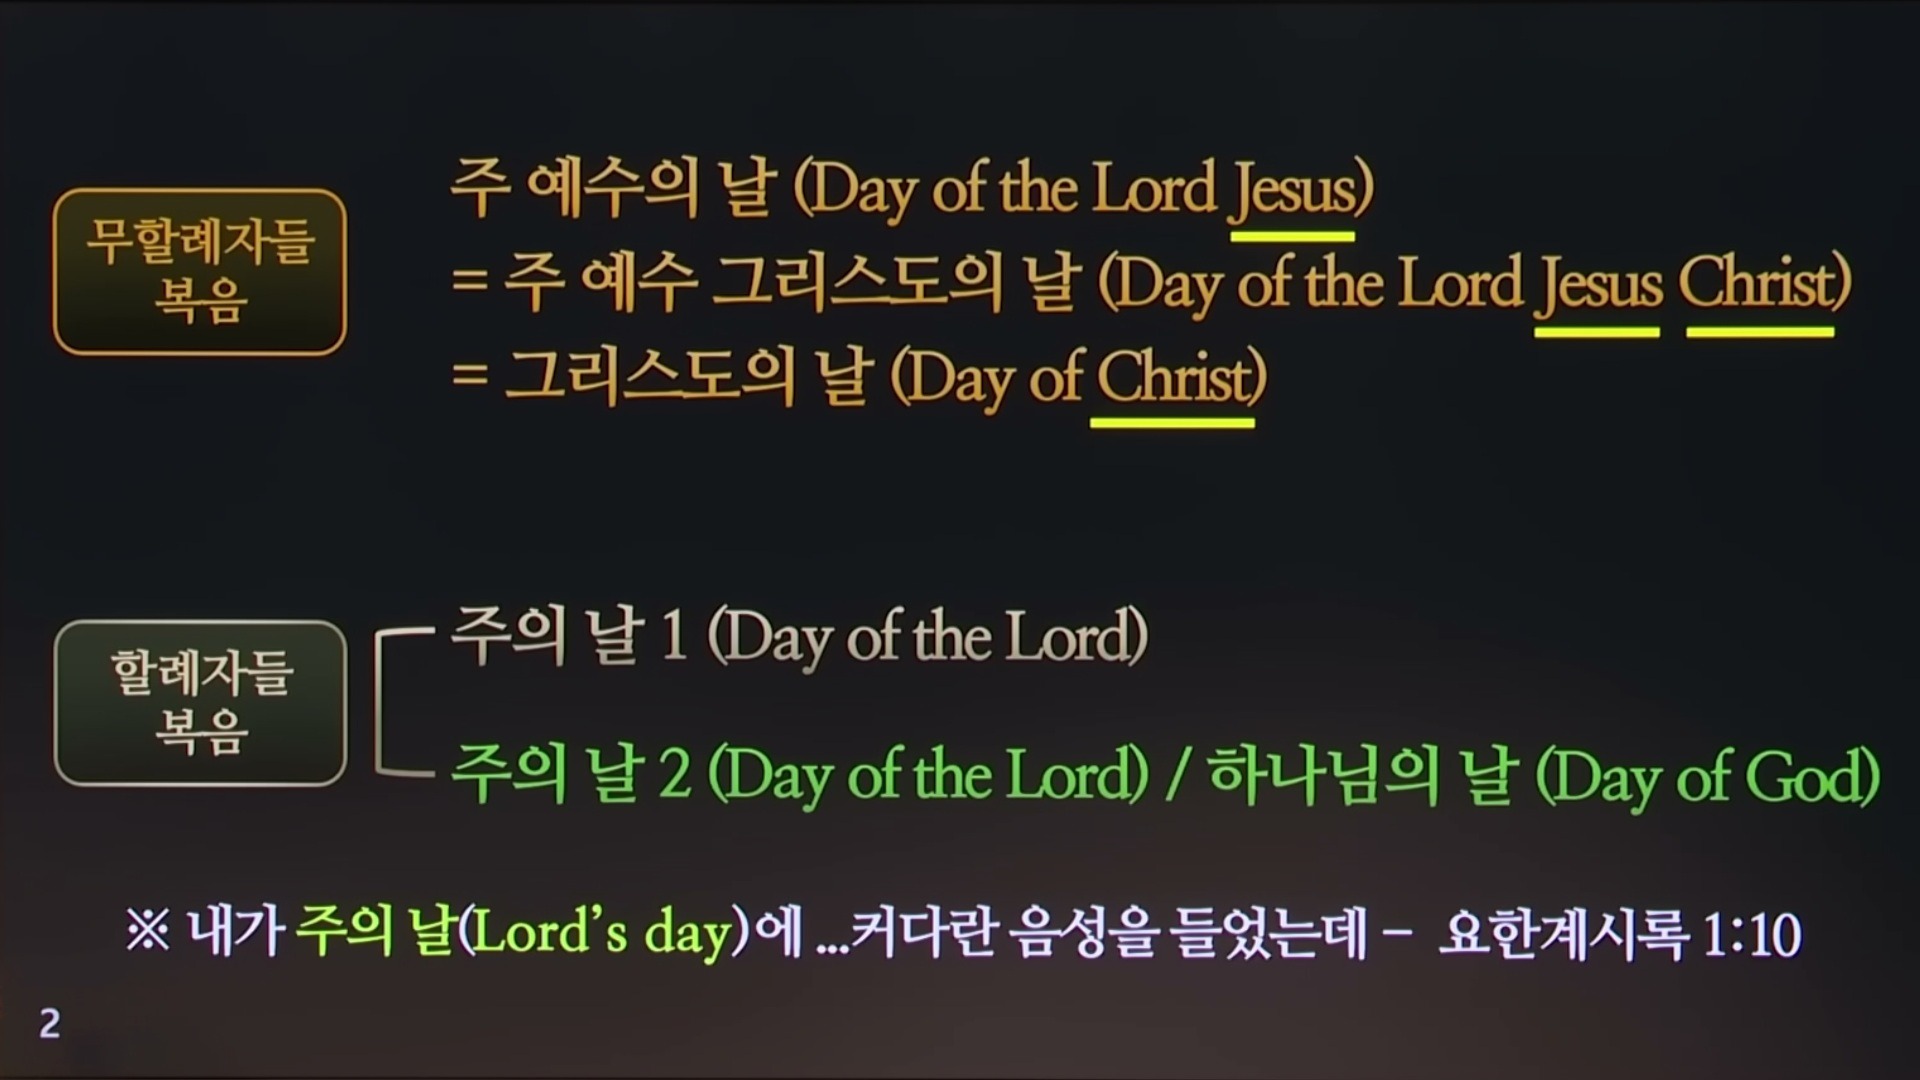 무할례자들
복음
주 예수의 날 (Day of the Lord Jesus)
= 주 예수 그리스도의 날 (Day of the Lord Jesus Christ)
= 그리스도의 날 (Day of Christ)
할례자들
복음
주의 날 1 (Day of the Lord)
주의 날 2 (Day of the Lord) / 하나님의 날 (Day of God)
※ 내가 주의 날(Lord's day)에 ...커다란 음성을 들었는데 – 요한계시록 1:10
2